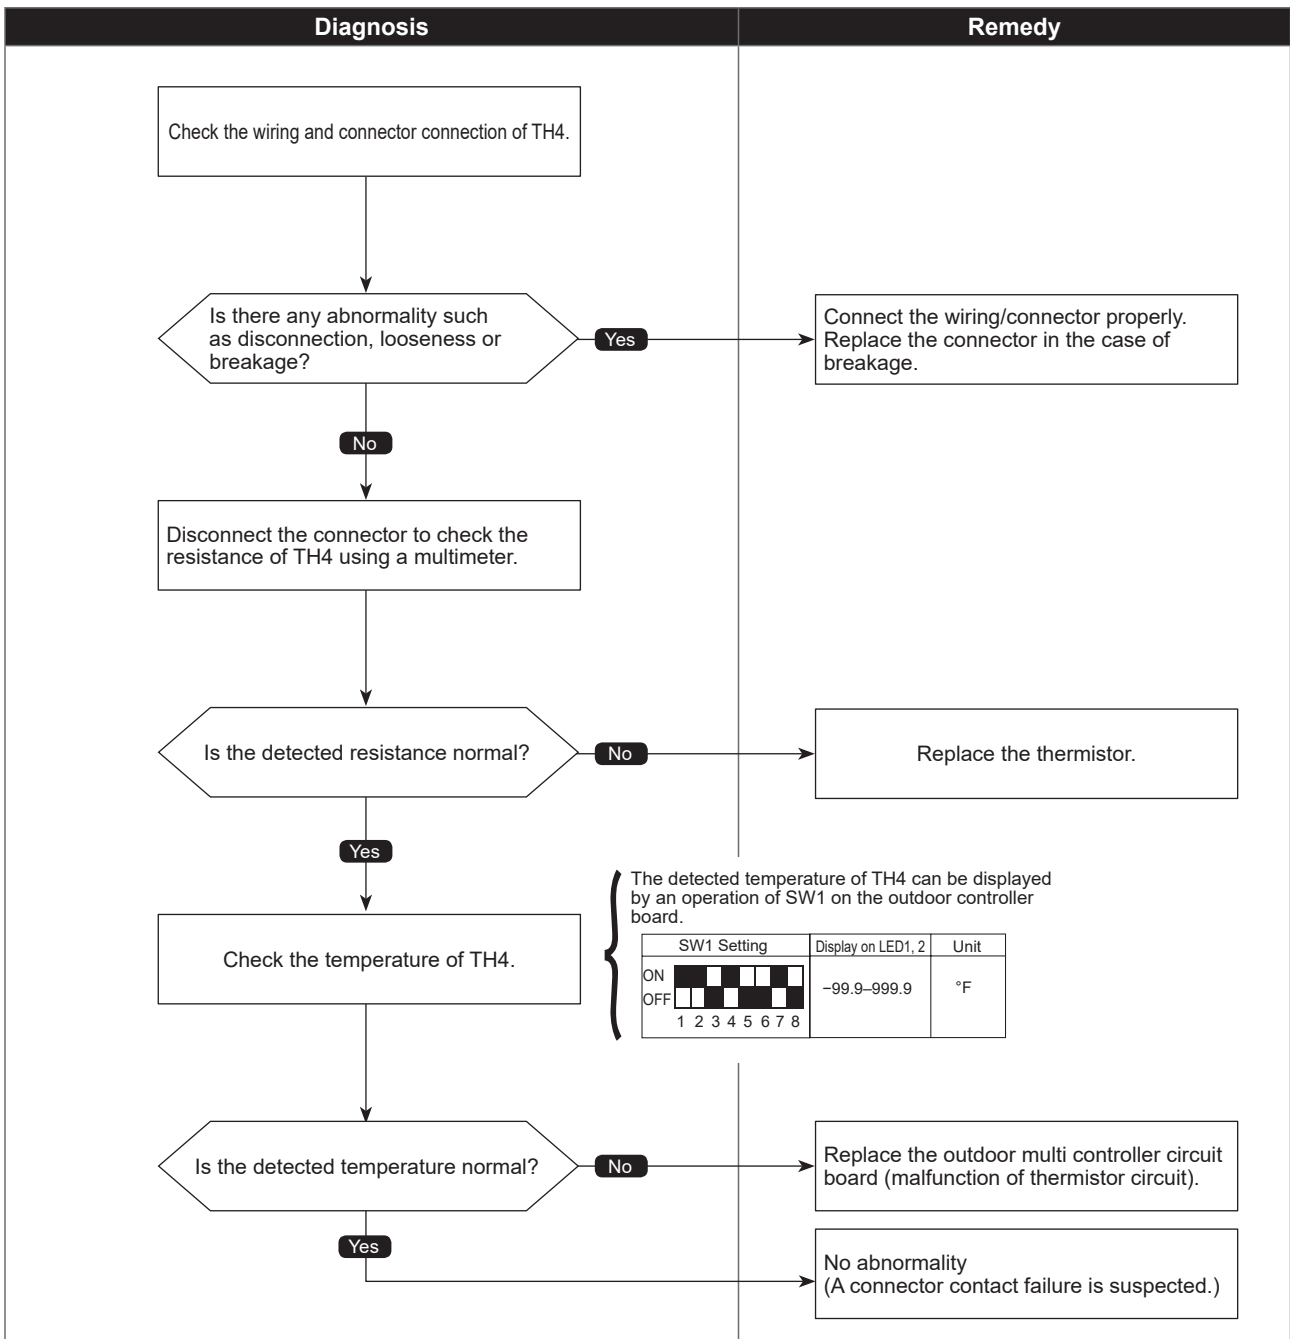 Diagnosis
Remedy
Check the wiring and connector connection of TH4.
Is there any abnormality such
as disconnection, looseness or
breakage?
Yes
Connect the wiring/connector properly.
Replace the connector in the case of
breakage.
No
Disconnect the connector to check the
resistance of TH4 using a multimeter.
Is the detected resistance normal?
No
Replace the thermistor.
Yes
Check the temperature of TH4.
The detected temperature of TH4 can be displayed
by an operation of SW1 on the outdoor controller
board.
SW1 Setting
Display on LED1, 2
Unit
ON
OFF
1 2 3 4 5 6 7 8
−99.9–999.9
°F
Is the detected temperature normal?
No
Replace the outdoor multi controller circuit
board (malfunction of thermistor circuit).
Yes
No abnormality
(A connector contact failure is suspected.)